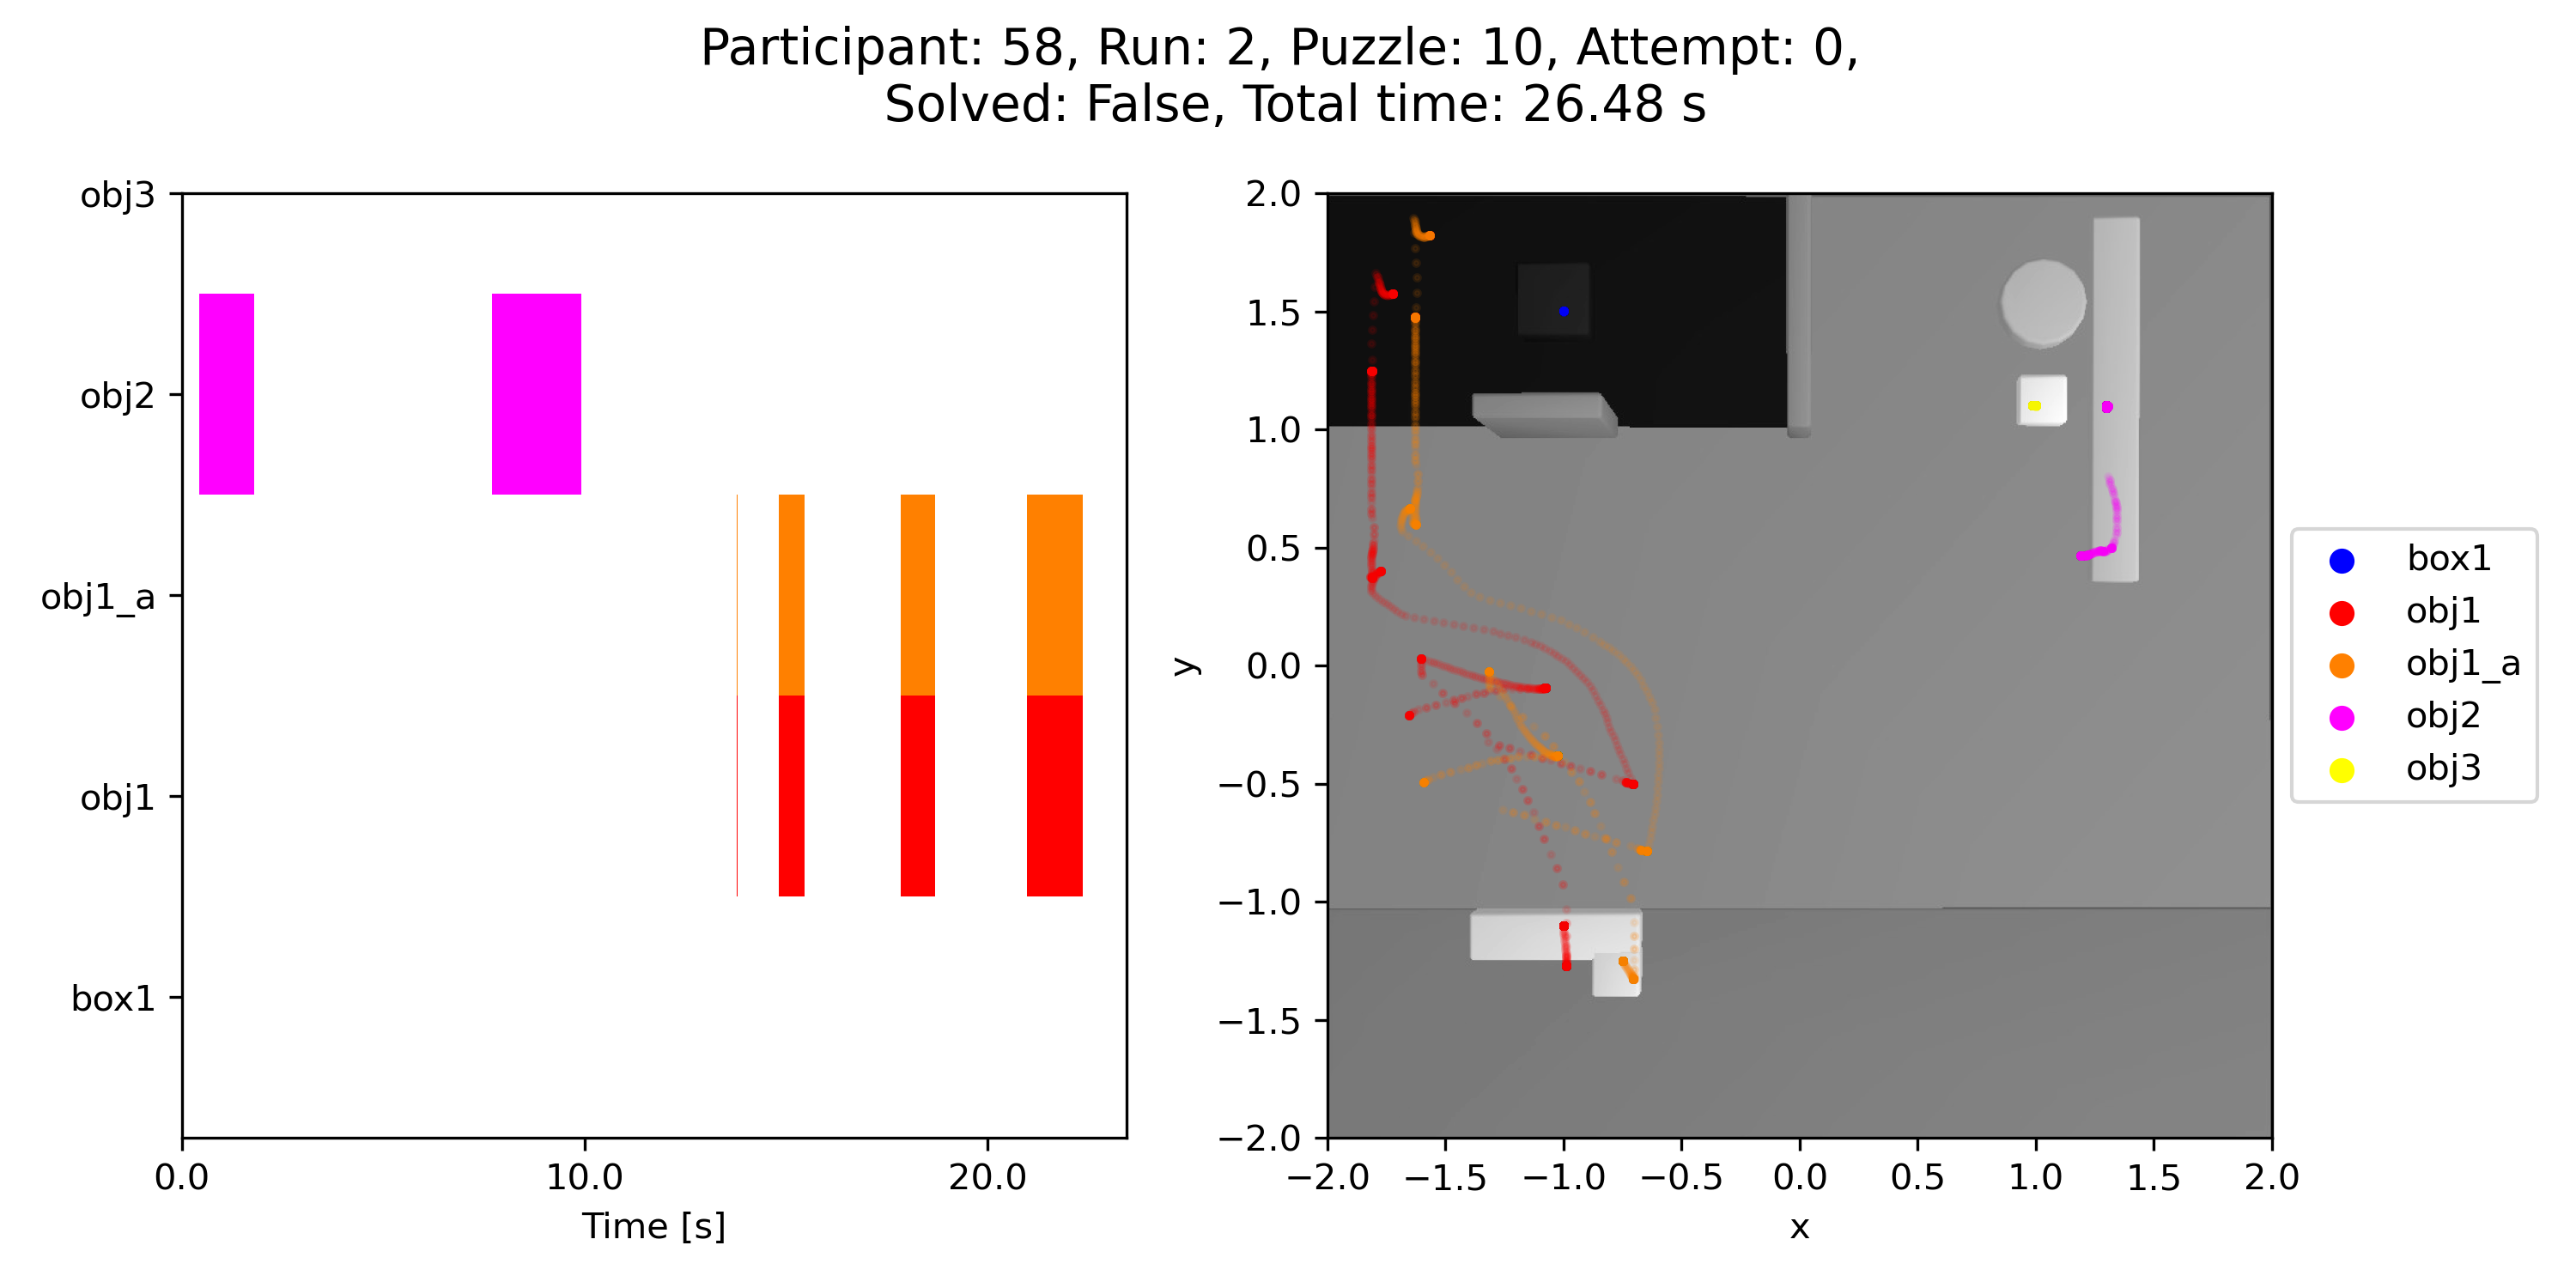 Participant: 58, Run: 2, Puzzle: 10, Attempt: 0,
Solved: False, Total time: 26.48 s
obj3
obj2
obj1_a
obj1
box1
0.0 10.0 20.0
Time [s]
2.0
1.5
1.0
0.5
0.0
−0.5
−1.0
−1.5
−2.0
y
−2.0 −1.5 −1.0 −0.5 0.0 0.5 1.0 1.5 2.0
x
box1
obj1
obj1_a
obj2
obj3